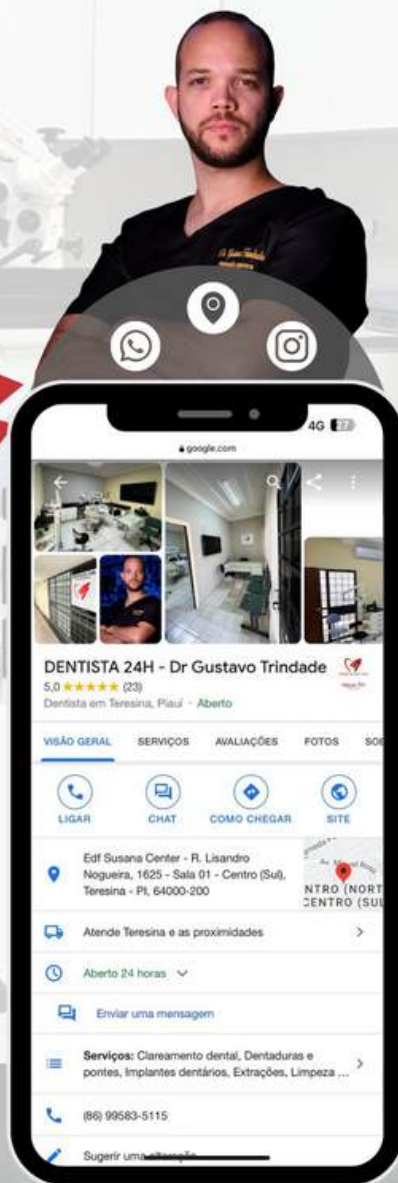 4G 27
google.com
DENTISTA 24H - Dr Gustavo Trindade
5,0 ★★★★★ (23)
Dentista em Teresina, Piauí · Aberto
VISÃO GERAL SERVIÇOS AVALIAÇÕES FOTOS
LIGAR CHAT COMO CHEGAR SITE
Edf Susana Center - R. Lisandro
Nogueira, 1625 - Sala 01 - Centro (Sul),
Teresina - PI, 64000-200
NTRO (NORT
CENTRO (SUL
Atende Teresina e as proximidades
Aberto 24 horas
Enviar uma mensagem
Serviços: Clareamento dental, Dentaduras e
pontes, Implantes dentários, Extrações, Limpeza ...
(86) 99583-5115
Sugerir uma